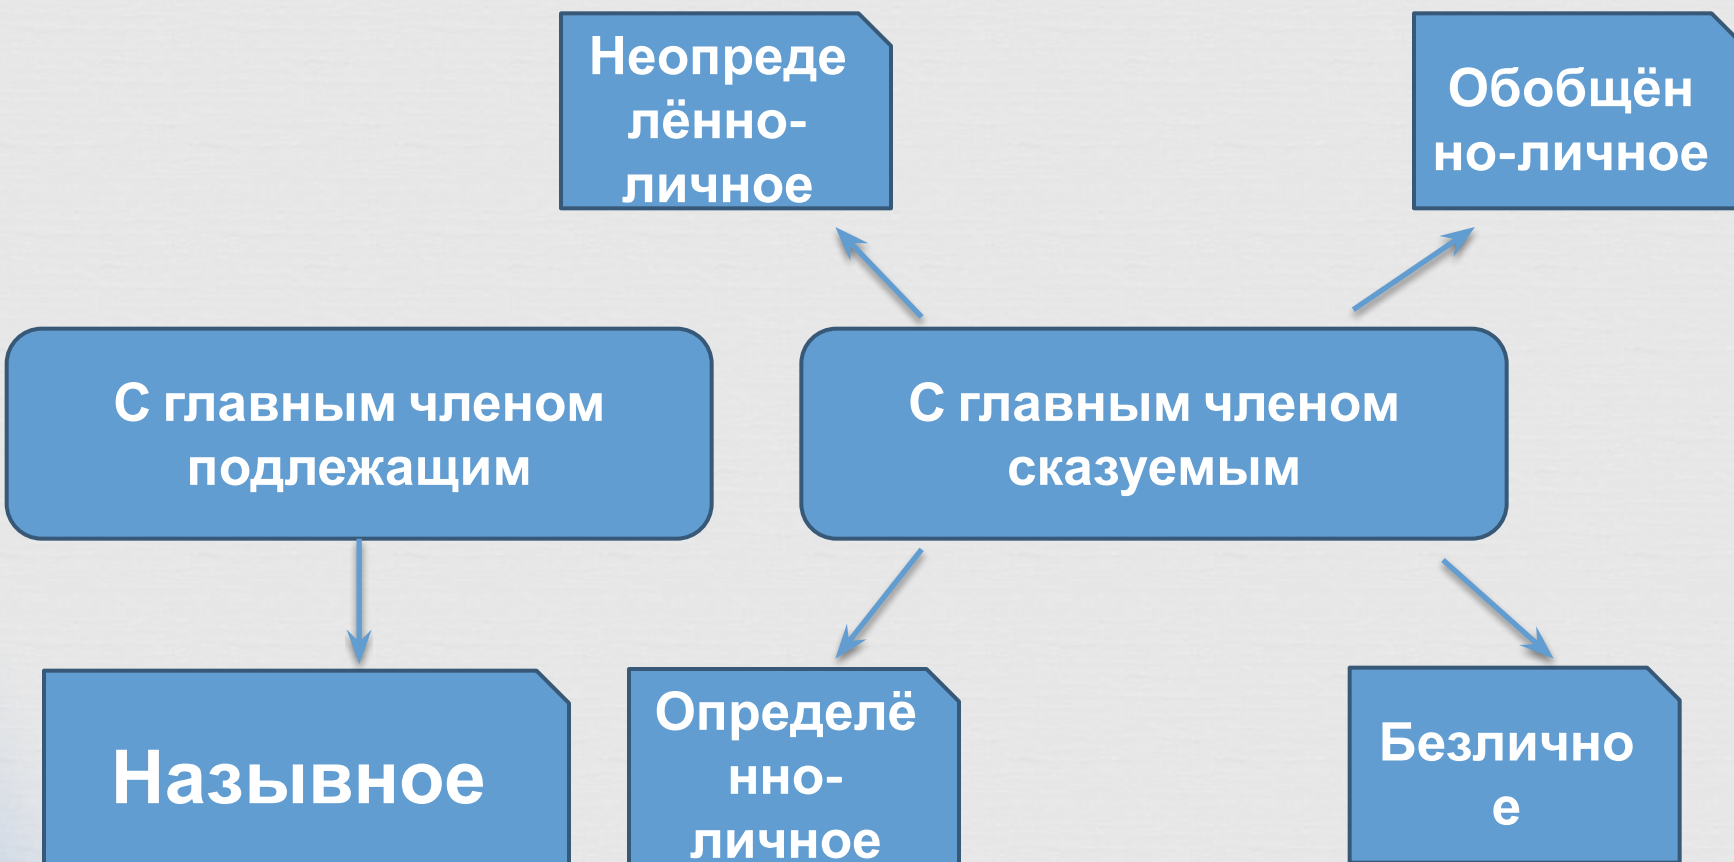 Неопреде
лённо-
личное
Обобщён
но-личное
С главным членом
подлежащим
С главным членом
сказуемым
Назывное
Определё
нно-
личное
Безлично
е